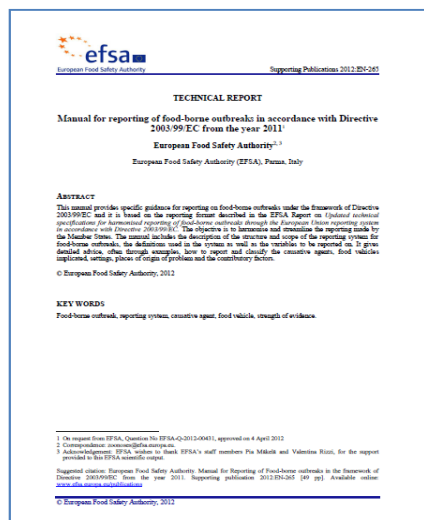 efsa
European Food Safety Authority
Supporting Publications 2012:EN-265
TECHNICAL REPORT
Manual for reporting of food-borne outbreaks in accordance with Directive
2003/99/EC from the year 2011¹
European Food Safety Authority², ³
European Food Safety Authority (EFSA), Parma, Italy
ABSTRACT
This manual provides specific guidance for reporting on food-borne outbreaks under the framework of Directive
2003/99/EC and it is based on the reporting format described in the EFSA Report on Updated technical
specifications for harmonised reporting of food-borne outbreaks through the European Union reporting system
in accordance with Directive 2003/99/EC. The objective is to harmonise and streamline the reporting made by
the Member States. The manual includes the description of the structure and scope of the reporting system for
food-borne outbreaks, the definitions used in the system as well as the variables to be reported on. It gives
detailed advice, often through examples, how to report and classify the causative agents, food vehicles
implicated, settings, places of origin of problem and the contributory factors.
© European Food Safety Authority, 2012
KEY WORDS
Food-borne outbreak, reporting system, causative agent, food vehicle, strength of evidence.
1 On request from EFSA, Question No EFSA-Q-2012-00431, approved on 4 April 2012
2 Correspondence: zoonoses@efsa.europa.eu
3 Acknowledgement: EFSA wishes to thank EFSA's staff members Pia Mäkelä and Valentina Rizzi, for the support
provided to this EFSA scientific output.
Suggested citation: European Food Safety Authority. Manual for Reporting of Food-borne outbreaks in the framework of
Directive 2003/99/EC from the year 2011. Supporting publication 2012:EN-265 [49 pp]. Available online:
www.efsa.europa.eu/publications
© European Food Safety Authority, 2012